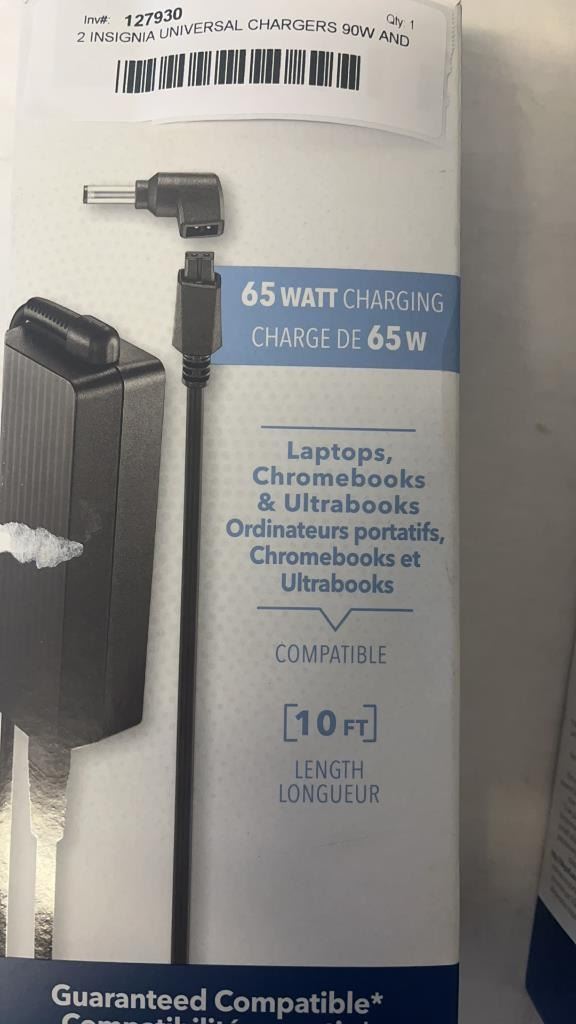 Inv#: 127930 Qty: 1
2 INSIGNIA UNIVERSAL CHARGERS 90W AND
65 WATT CHARGING
CHARGE DE 65 W
Laptops,
Chromebooks
& Ultrabooks
Ordinateurs portatifs,
Chromebooks et
Ultrabooks
COMPATIBLE
[10 FT]
LENGTH
LONGUEUR
Guaranteed Compatible*